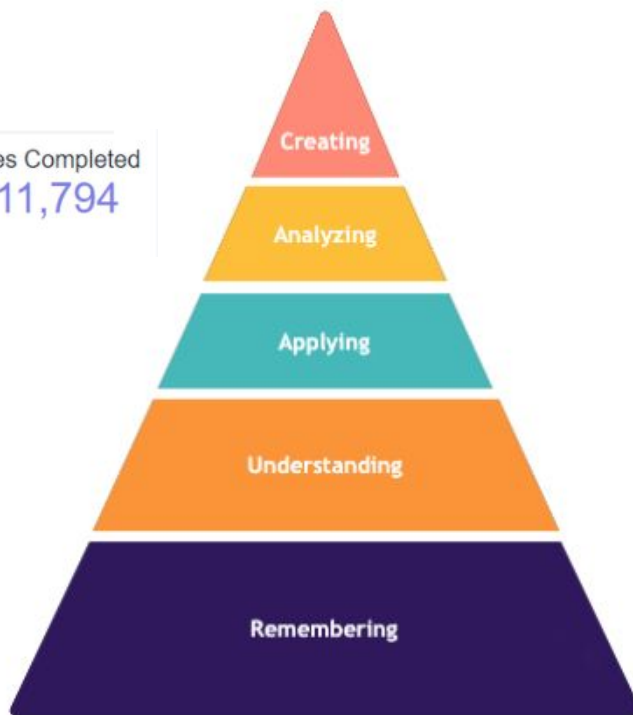 Creating
es Completed
11,794
Analyzing
Applying
Understanding
Remembering